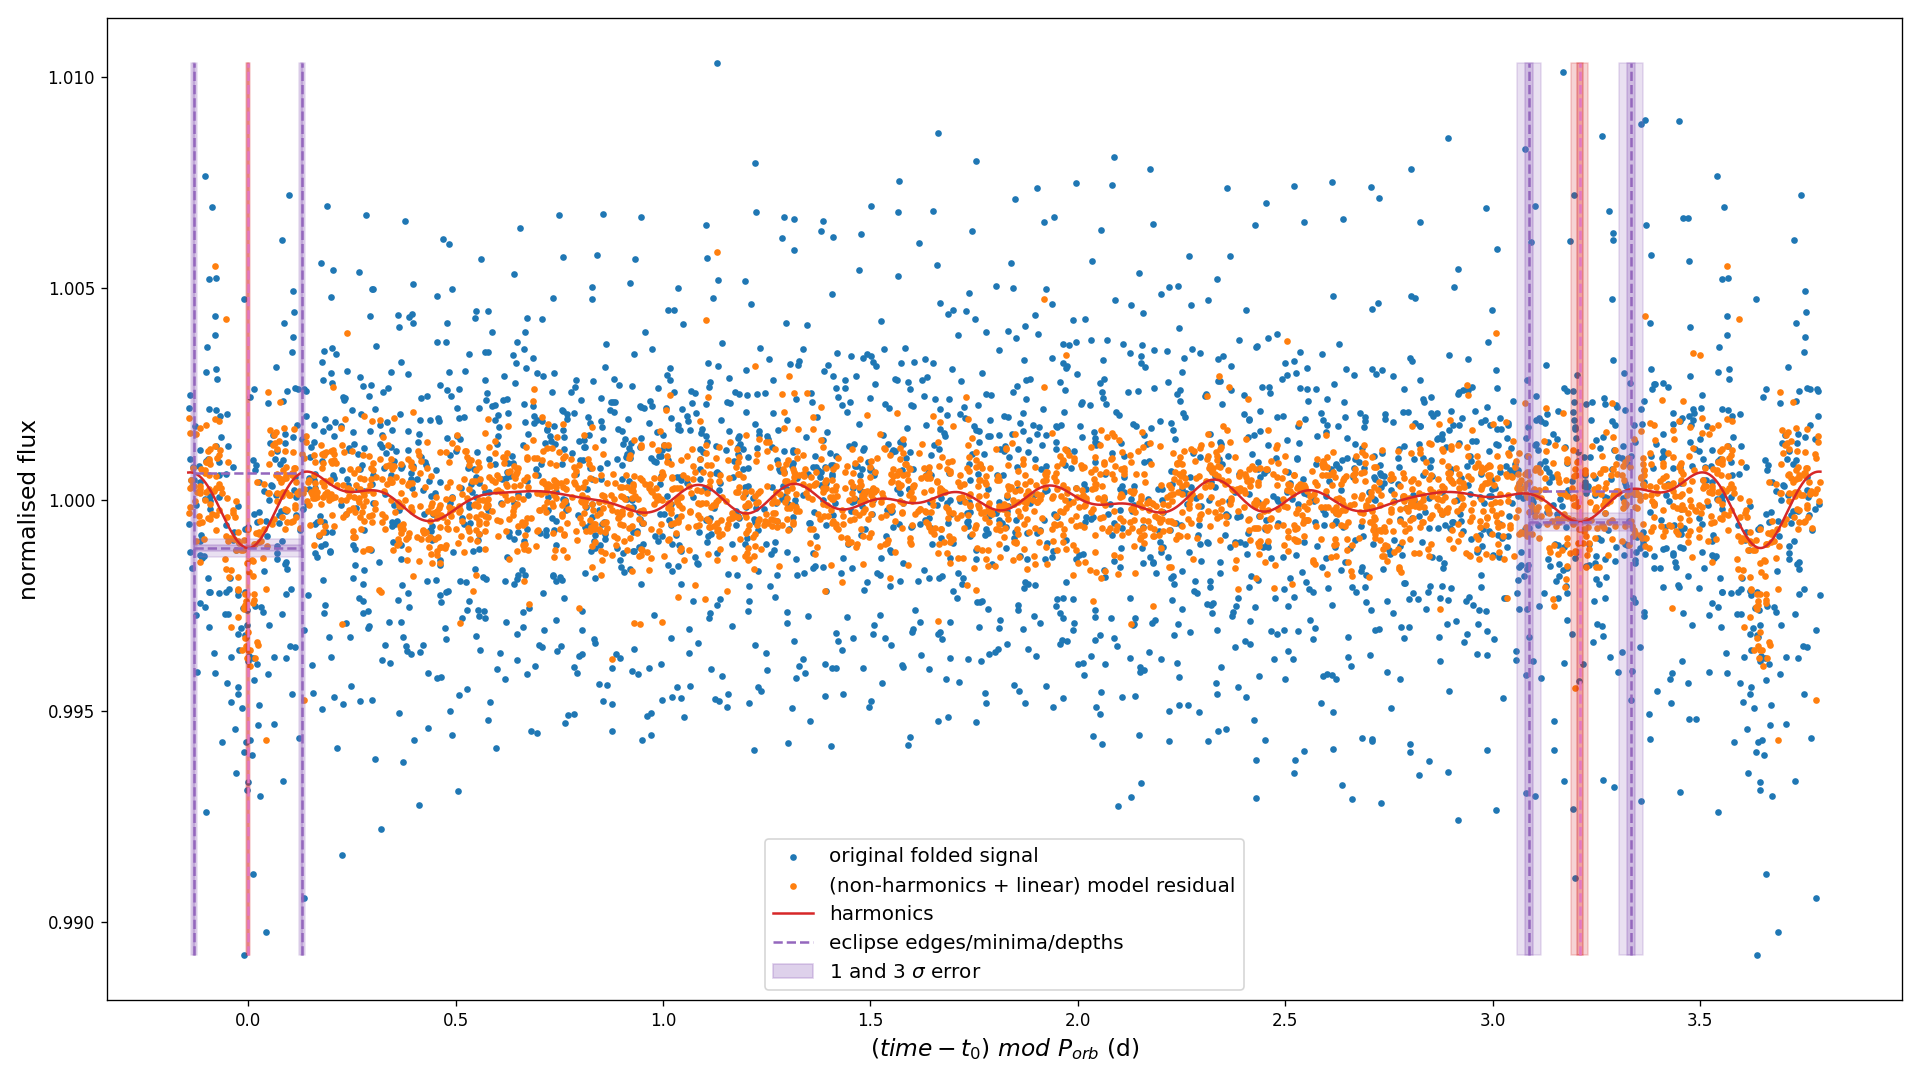 normalised flux
1.010
1.005
1.000
0.995
0.990
original folded signal
(non-harmonics + linear) model residual
harmonics
eclipse edges/minima/depths
1 and 3 σ error
0.0 0.5 1.0 1.5 2.0 2.5 3.0 3.5
(time − t₀) mod Pₒᵣb (d)